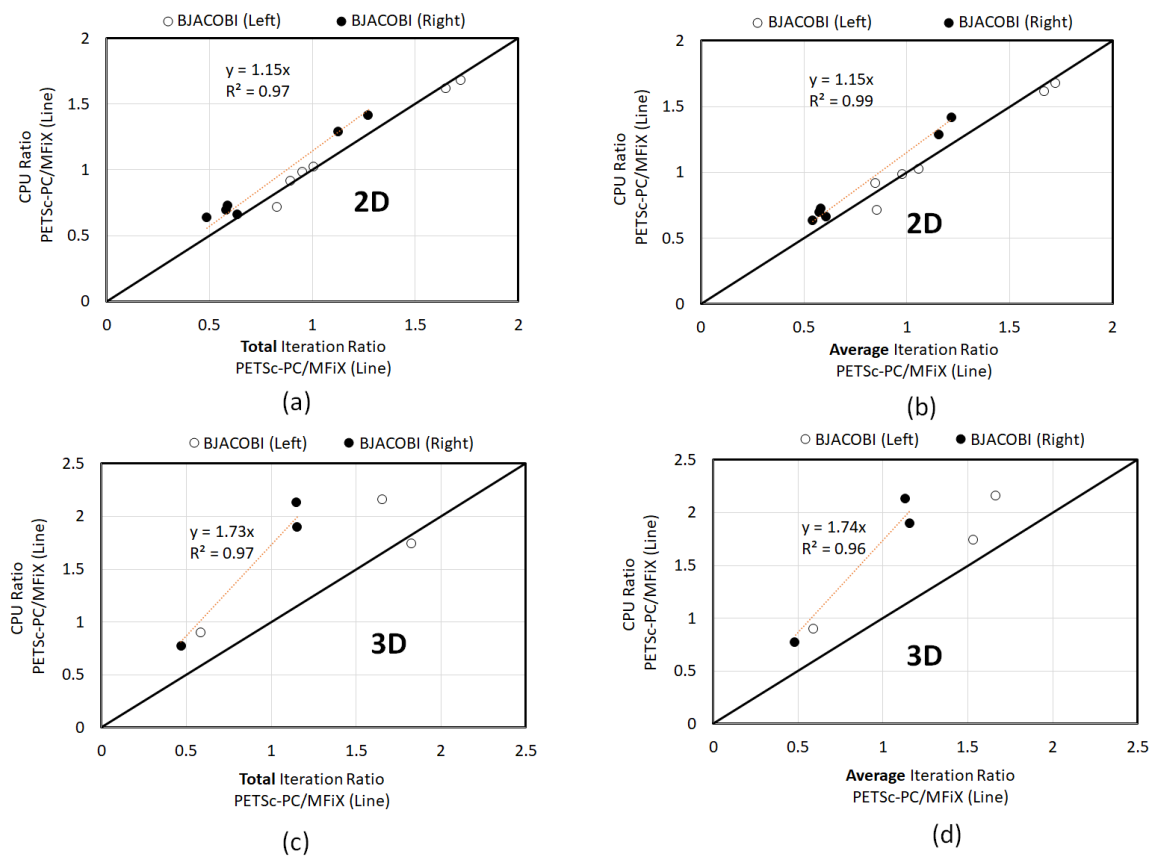 BJACOBI (Left) BJACOBI (Right)
2
1.5
1
0.5
0
CPU Ratio
PETSc-PC/MFiX (Line)
y = 1.15x
R² = 0.97
2D
0 0.5 1 1.5 2
Total Iteration Ratio
PETSc-PC/MFiX (Line)
(a)
BJACOBI (Left) BJACOBI (Right)
2
1.5
1
0.5
0
CPU Ratio
PETSc-PC/MFiX (Line)
y = 1.15x
R² = 0.99
2D
0 0.5 1 1.5 2
Average Iteration Ratio
PETSc-PC/MFiX (Line)
(b)
BJACOBI (Left) BJACOBI (Right)
2.5
2
1.5
1
0.5
0
CPU Ratio
PETSc-PC/MFiX (Line)
y = 1.73x
R² = 0.97
3D
0 0.5 1 1.5 2 2.5
Total Iteration Ratio
PETSc-PC/MFiX (Line)
(c)
BJACOBI (Left) BJACOBI (Right)
2.5
2
1.5
1
0.5
0
CPU Ratio
PETSc-PC/MFiX (Line)
y = 1.74x
R² = 0.96
3D
0 0.5 1 1.5 2 2.5
Average Iteration Ratio
PETSc-PC/MFiX (Line)
(d)